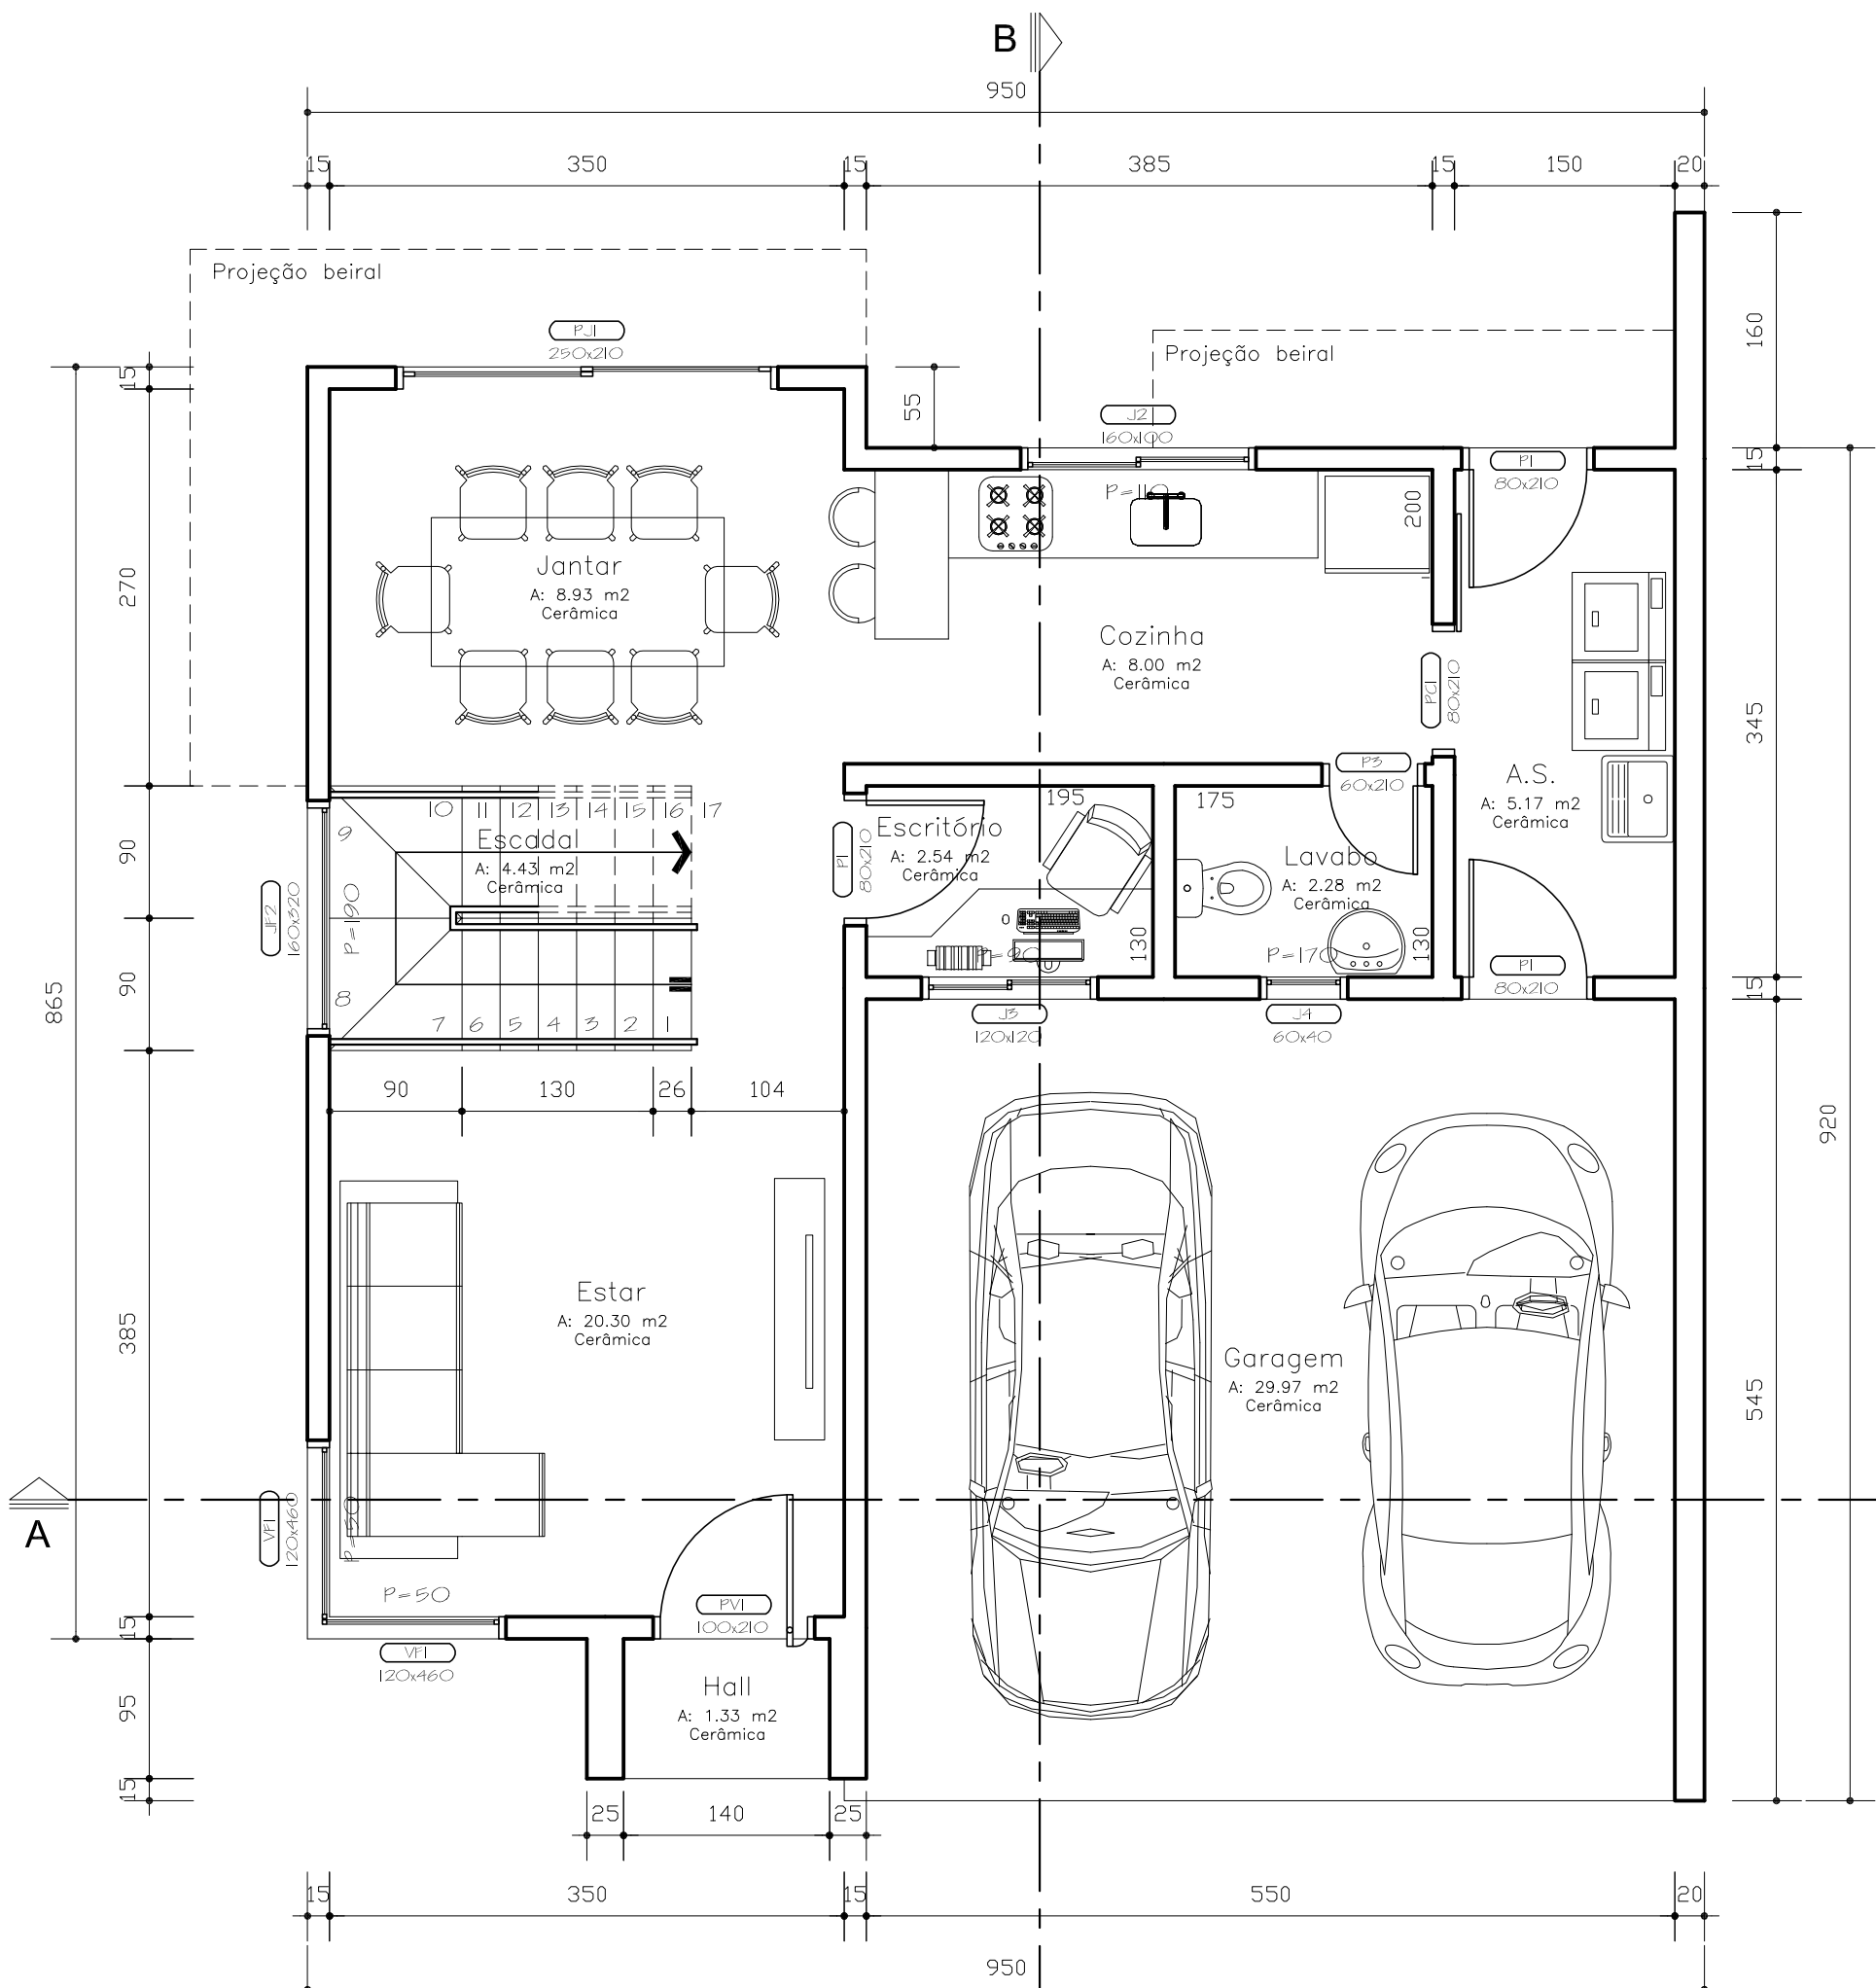 B
950
15
350
15
385
15
150
20
Projeção beiral
PJ1
250x210
160
Projeção beiral
15
55
J2
160x100
15
P1
80x210
P=110
200
270
Jantar
A: 8.93 m2
Cerâmica
Cozinha
A: 8.00 m2
Cerâmica
PC1
80x210
345
P3
60x210
A.S.
A: 5.17 m2
Cerâmica
10 11 12 13 14 15 16 17
195
175
9
Escada
A: 4.43 m2
Cerâmica
P1
80x210
Escritório
A: 2.54 m2
Cerâmica
Lavabo
A: 2.28 m2
Cerâmica
90
JF2
160x320
P=190
130
130
P=90
P=170
P1
80x210
90
865
8
7 6 5 4 3 2 1
15
J3
120x120
J4
60x40
90
130
26
104
920
Estar
A: 20.30 m2
Cerâmica
385
Garagem
A: 29.97 m2
Cerâmica
545
A
VF1
120x460
P=50
P=50
PV1
100x210
15
VF1
120x460
Hall
A: 1.33 m2
Cerâmica
95
15
25
140
25
15
350
15
550
20
950